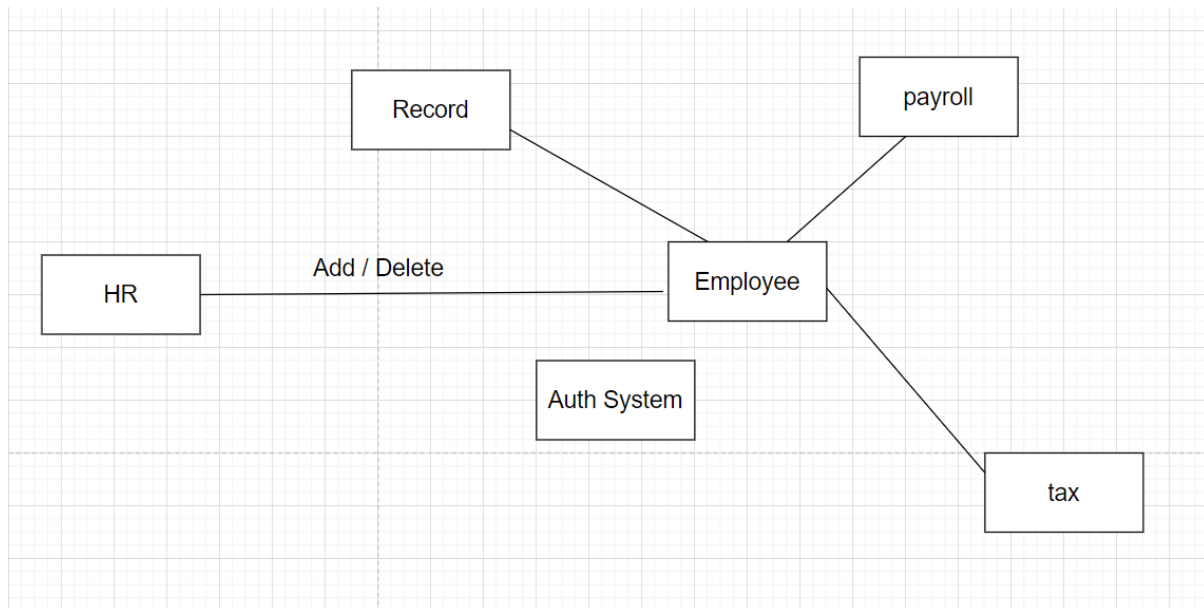 Record
payroll
Add / Delete
HR
Employee
Auth System
tax